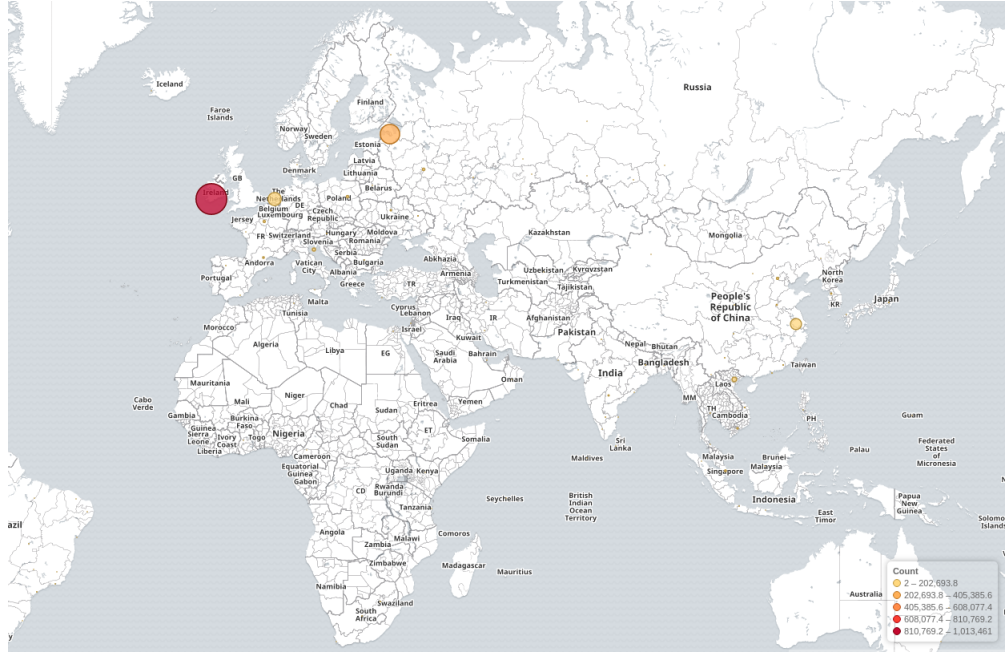 Iceland
Faroe
Islands
Russia
Finland
Norway
Sweden
Estonia
Latvia
Lithuania
Denmark
GB
Ireland
Belarus
The
Netherlands
Poland
Belgium
DE
Luxembourg
Czech
Republic
Ukraine
Jersey
FR
Switzerland
Hungary
Moldova
Slovenia
Romania
Kazakhstan
Mongolia
Serbia
Andorra
Vatican
City
Bulgaria
Abkhazia
Albania
Armenia
Uzbekistan
Kyrgyzstan
Portugal
Greece
TR
Turkmenistan
Tajikistan
North
Korea
KR
Japan
People's
Republic
of China
Malta
Tunisia
Cyprus
Lebanon
Iraq
IR
Afghanistan
Morocco
Israel
Pakistan
Kuwait
Algeria
Libya
EG
Saudi
Arabia
Bahrain
Nepal
Bhutan
Bangladesh
Taiwan
India
Oman
Laos
Mauritania
Mali
Niger
Chad
Sudan
Eritrea
Yemen
MM
TH
Cambodia
PH
Guam
Cabo
Verde
Gambia
Guinea
Sierra
Leone
Liberia
Ivory
Coast
Burkina
Faso
Togo
Nigeria
South
Sudan
ET
Somalia
Sri
Lanka
Maldives
Malaysia
Singapore
Brunei
Malaysia
Palau
Federated
States
of
Micronesia
Cameroon
Equatorial
Guinea
Gabon
CD
Uganda
Kenya
Rwanda
Burundi
Tanzania
Seychelles
British
Indian
Ocean
Territory
Indonesia
East
Timor
Papua
New
Guinea
Solomon
Islands
azil
Angola
Zambia
Malawi
Comoros
Zimbabwe
Madagascar
Mauritius
Namibia
Swaziland
South
Africa
Australia
Count
2 – 202,693.8
202,693.8 – 405,385.6
405,385.6 – 608,077.4
608,077.4 – 810,769.2
810,769.2 – 1,013,461